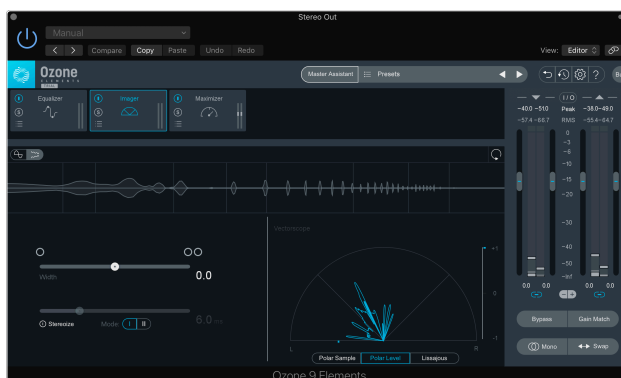 Stereo Out
Manual
Compare Copy Paste Undo Redo View: Editor
Ozone
ELEMENTS
TRIAL
Master Assistant Presets
?
Equalizer Imager Maximizer
S S S
I/O
-40.0 -51.0 Peak -38.0 -49.0
-57.4 -66.7 RMS -55.4 -64.7
0
-3
-6
-10
-15
-20
-30
-40
-50
-Inf
0.0 0.0 0.0 0.0
Vectorscope
+1
0
-1
L R
Width 0.0
Stereoize Mode I II 6.0 ms
Polar Sample Polar Level Lissajous
Bypass Gain Match
Mono Swap
Ozone 9 Elements